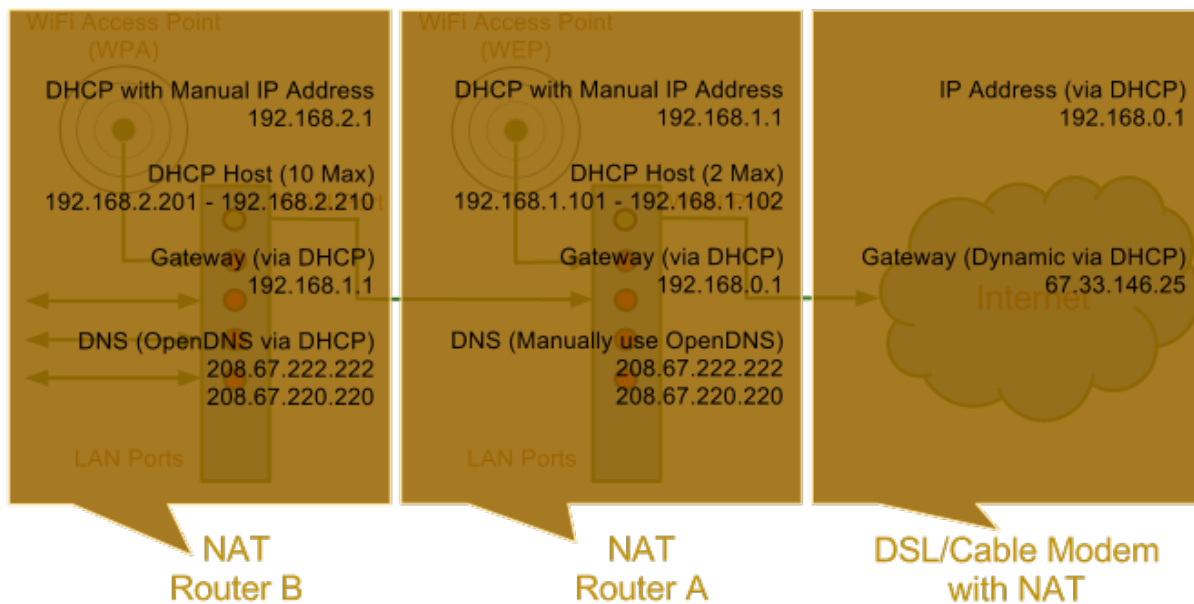 WiFi Access Point
(WPA)
DHCP with Manual IP Address
192.168.2.1
DHCP Host (10 Max)
192.168.2.201 - 192.168.2.210
Gateway (via DHCP)
192.168.1.1
DNS (OpenDNS via DHCP)
208.67.222.222
208.67.220.220
LAN Ports
NAT
Router B
WiFi Access Point
(WEP)
DHCP with Manual IP Address
192.168.1.1
DHCP Host (2 Max)
192.168.1.101 - 192.168.1.102
Gateway (via DHCP)
192.168.0.1
DNS (Manually use OpenDNS)
208.67.222.222
208.67.220.220
LAN Ports
NAT
Router A
IP Address (via DHCP)
192.168.0.1
Gateway (Dynamic via DHCP)
67.33.146.25
Internet
DSL/Cable Modem
with NAT